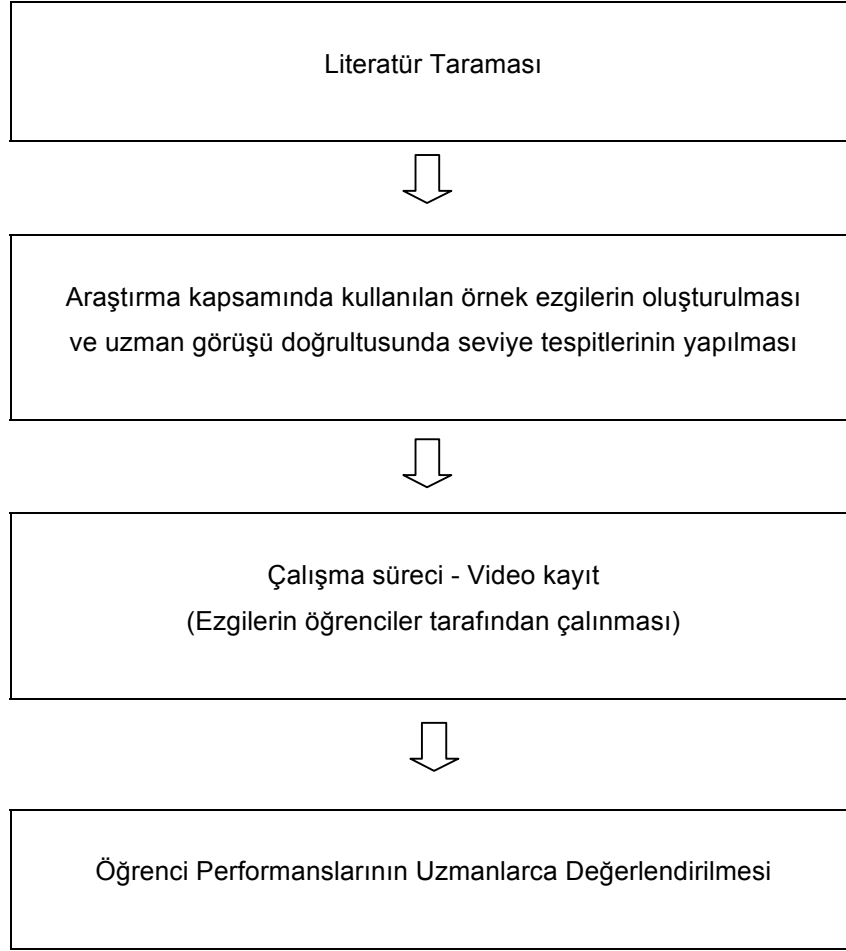 Literatür Taraması
Araştırma kapsamında kullanılan örnek ezgilerin oluşturulması
ve uzman görüşü doğrultusunda seviye tespitlerinin yapılması
Çalışma süreci - Video kayıt
(Ezgilerin öğrenciler tarafından çalınması)
Öğrenci Performanslarının Uzmanlarca Değerlendirilmesi